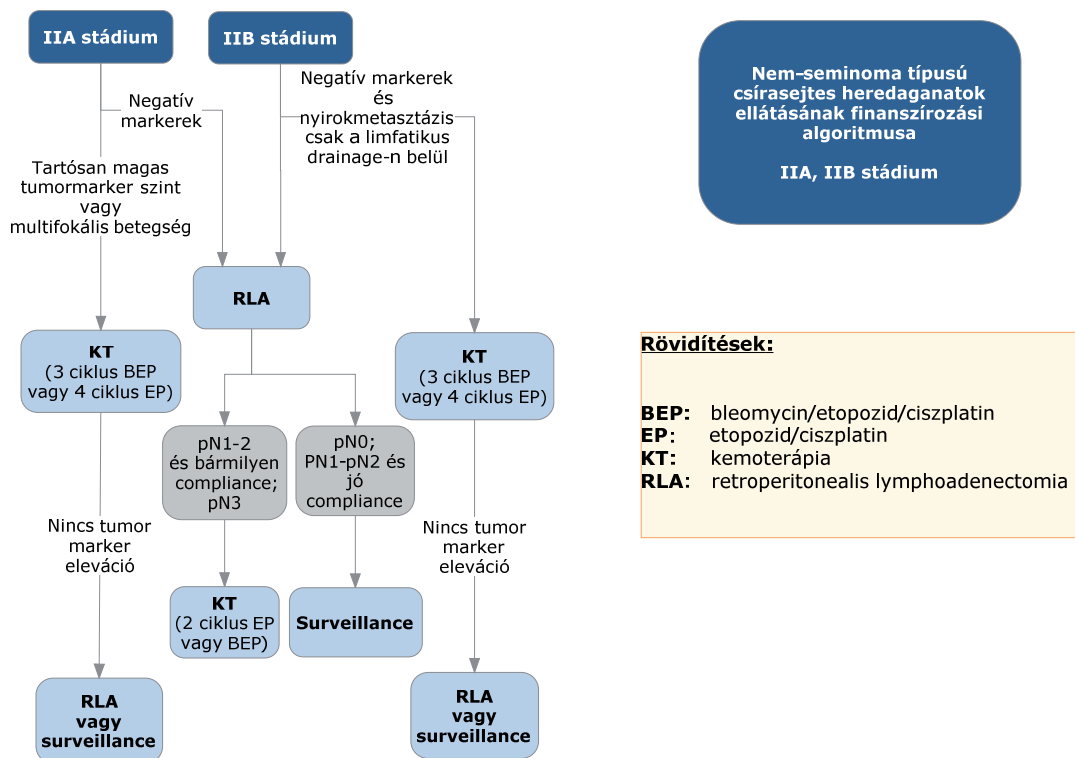 IIA stádium
IIB stádium
Nem-seminoma típusú
csírasejtes heredaganatok
ellátásának finanszírozási
algoritmusa
IIA, IIB stádium
Negatív
markerek
Negatív markerek
és
nyirokmetasztázis
csak a limfatikus
drainage-n belül
Tartósan magas
tumormarker szint
vagy
multifokális betegség
RLA
KT
(3 ciklus BEP
vagy 4 ciklus EP)
KT
(3 ciklus BEP
vagy 4 ciklus EP)
Rövidítések:
BEP: bleomycin/etopozid/ciszplatin
EP: etopozid/ciszplatin
KT: kemoterápia
RLA: retroperitonealis lymphoadenectomia
pN1-2
és bármilyen
compliance;
pN3
pN0;
PN1-pN2 és
jó
compliance
Nincs tumor
marker
eleváció
Nincs tumor
marker
eleváció
KT
(2 ciklus EP
vagy BEP)
Surveillance
RLA
vagy
surveillance
RLA
vagy
surveillance